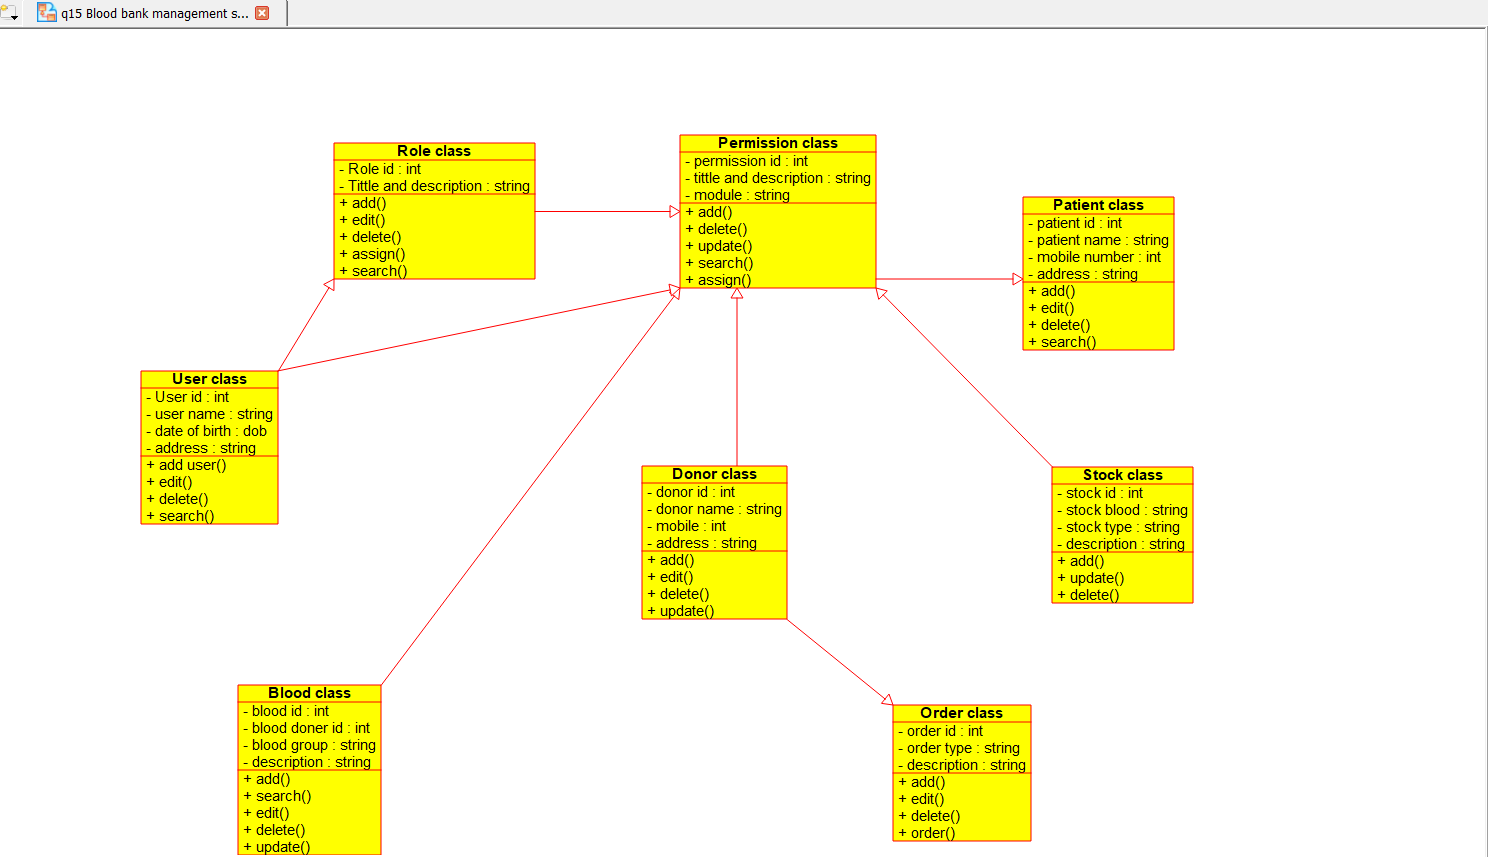 q15 Blood bank management s...
Role class
- Role id : int
- Tittle and description : string
+ add()
+ edit()
+ delete()
+ assign()
+ search()
Permission class
- permission id : int
- tittle and description : string
- module : string
+ add()
+ delete()
+ update()
+ search()
+ assign()
Patient class
- patient id : int
- patient name : string
- mobile number : int
- address : string
+ add()
+ edit()
+ delete()
+ search()
User class
- User id : int
- user name : string
- date of birth : dob
- address : string
+ add user()
+ edit()
+ delete()
+ search()
Donor class
- donor id : int
- donor name : string
- mobile : int
- address : string
+ add()
+ edit()
+ delete()
+ update()
Stock class
- stock id : int
- stock blood : string
- stock type : string
- description : string
+ add()
+ update()
+ delete()
Blood class
- blood id : int
- blood doner id : int
- blood group : string
- description : string
+ add()
+ search()
+ edit()
+ delete()
+ update()
Order class
- order id : int
- order type : string
- description : string
+ add()
+ edit()
+ delete()
+ order()